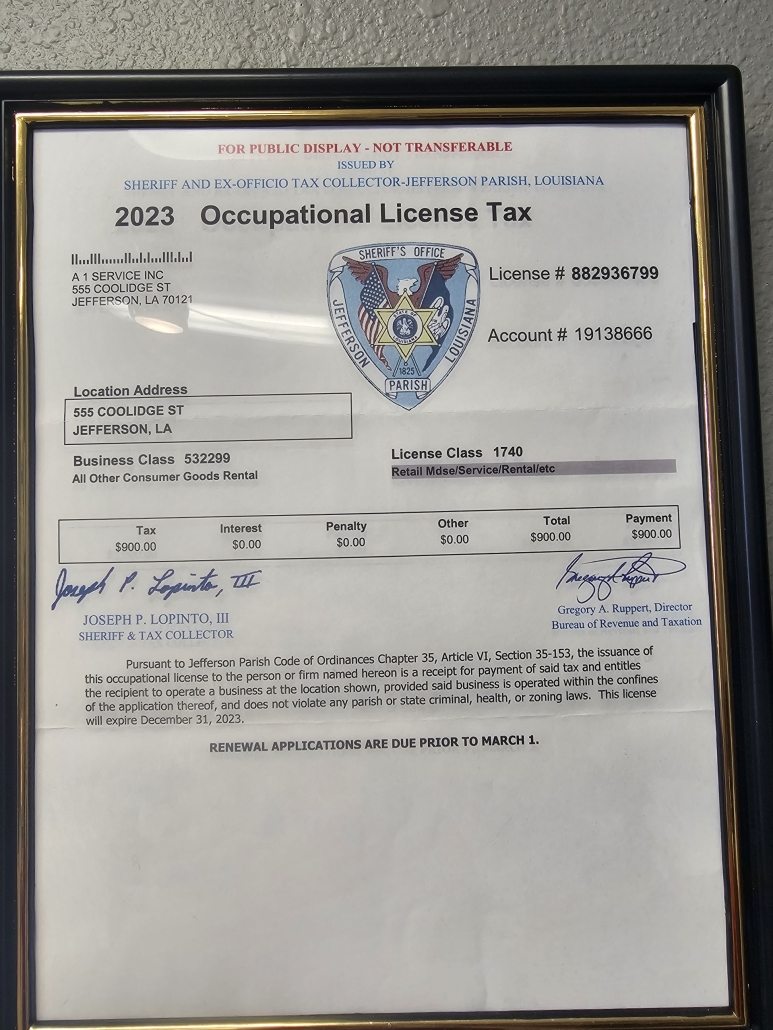 FOR PUBLIC DISPLAY - NOT TRANSFERABLE
ISSUED BY
SHERIFF AND EX-OFFICIO TAX COLLECTOR-JEFFERSON PARISH, LOUISIANA
2023 Occupational License Tax
A 1 SERVICE INC
555 COOLIDGE ST
JEFFERSON, LA 70121
SHERIFF'S OFFICE
JEFFERSON
LOUISIANA
1825
PARISH
License # 882936799
Account # 19138666
Location Address
555 COOLIDGE ST
JEFFERSON, LA
Business Class 532299
All Other Consumer Goods Rental
License Class 1740
Retail Mdse/Service/Rental/etc
Tax Interest Penalty Other Total Payment
$900.00 $0.00 $0.00 $0.00 $900.00 $900.00
Joseph P. Lopinto, III
JOSEPH P. LOPINTO, III
SHERIFF & TAX COLLECTOR
Gregory A. Ruppert, Director
Bureau of Revenue and Taxation
Pursuant to Jefferson Parish Code of Ordinances Chapter 35, Article VI, Section 35-153, the issuance of
this occupational license to the person or firm named hereon is a receipt for payment of said tax and entitles
the recipient to operate a business at the location shown, provided said business is operated within the confines
of the application thereof, and does not violate any parish or state criminal, health, or zoning laws. This license
will expire December 31, 2023.
RENEWAL APPLICATIONS ARE DUE PRIOR TO MARCH 1.